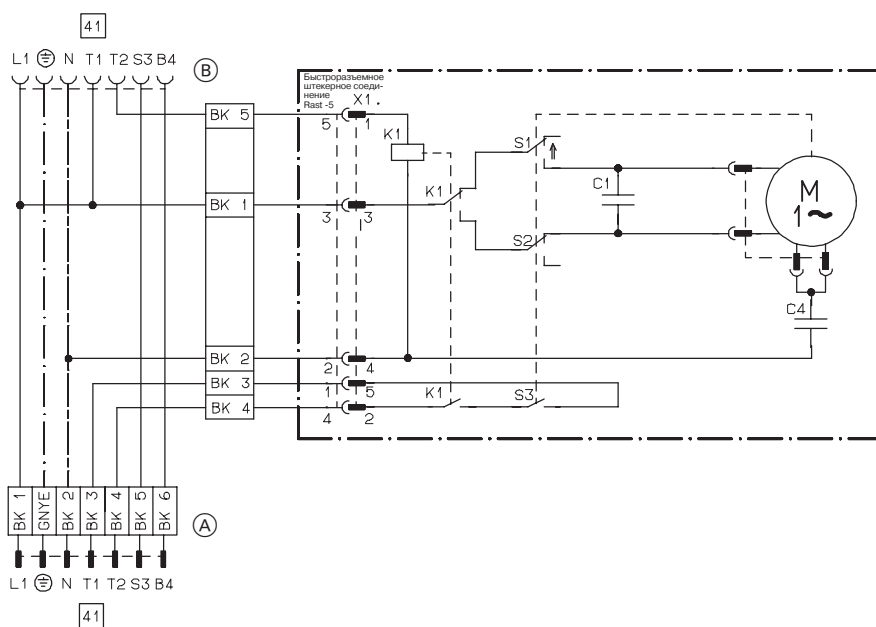 41
L1 N T1 T2 S3 B4
B
Быстроразъемное
штекерное соеди-
нение
Rast -5
X1.
BK 5
5 1
K1
S1
C1
M
1~
BK 1
3 3
K1
S2
C4
BK 2
2 4
BK 3
1 5
BK 4
4 2
K1
S3
BK 1
GNYE
BK 2
BK 3
BK 4
BK 5
BK 6
A
L1 N T1 T2 S3 B4
41